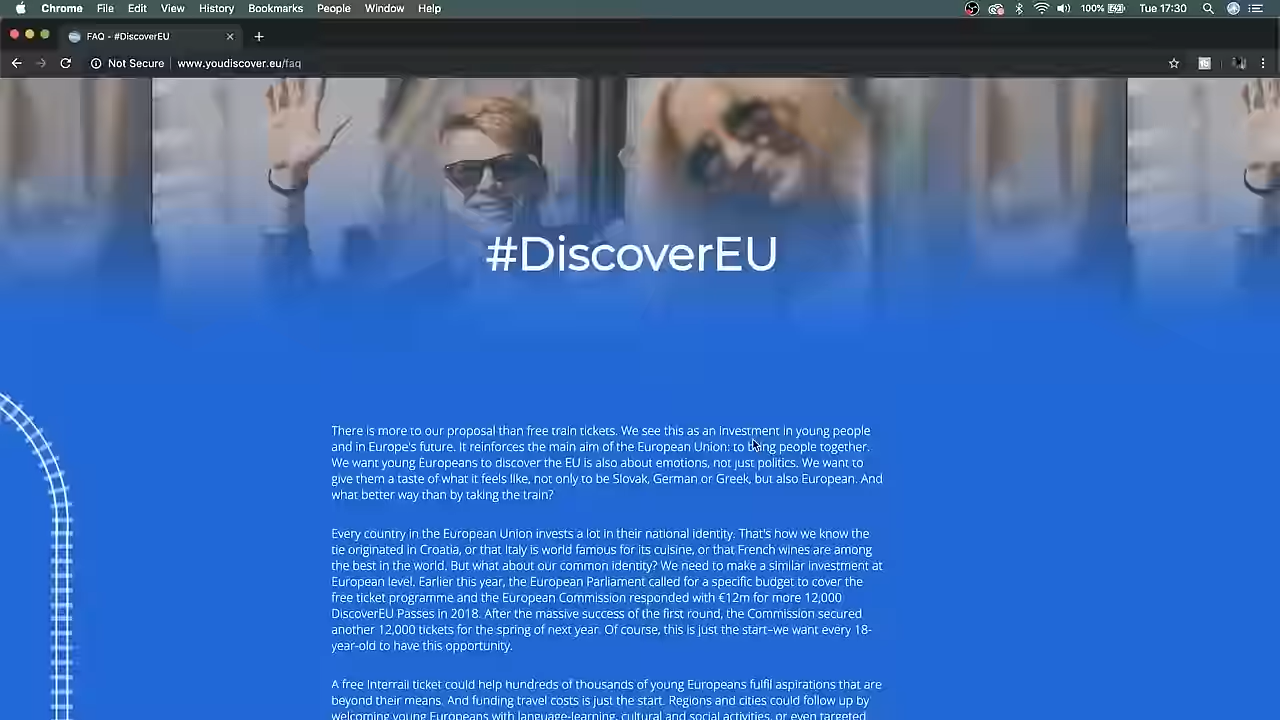 Chrome File Edit View History Bookmarks People Window Help 100% Tue 17:30
FAQ - #DiscoverEU
Not Secure www.youdiscover.eu/faq
#DiscoverEU
There is more to our proposal than free train tickets. We see this as an investment in young people
and in Europe's future. It reinforces the main aim of the European Union: to bring people together.
We want young Europeans to discover the EU is also about emotions, not just politics. We want to
give them a taste of what it feels like, not only to be Slovak, German or Greek, but also European. And
what better way than by taking the train?
Every country in the European Union invests a lot in their national identity. That's how we know the
tie originated in Croatia, or that Italy is world famous for its cuisine, or that French wines are among
the best in the world. But what about our common identity? We need to make a similar investment at
European level. Earlier this year, the European Parliament called for a specific budget to cover the
free ticket programme and the European Commission responded with €12m for more 12,000
DiscoverEU Passes in 2018. After the massive success of the first round, the Commission secured
another 12,000 tickets for the spring of next year. Of course, this is just the start–we want every 18-
year-old to have this opportunity.
A free Interrail ticket could help hundreds of thousands of young Europeans fulfil aspirations that are
beyond their means. And funding travel costs is just the start. Regions and cities could follow up by
welcoming young Europeans with language-learning, cultural and social activities, or even targeted